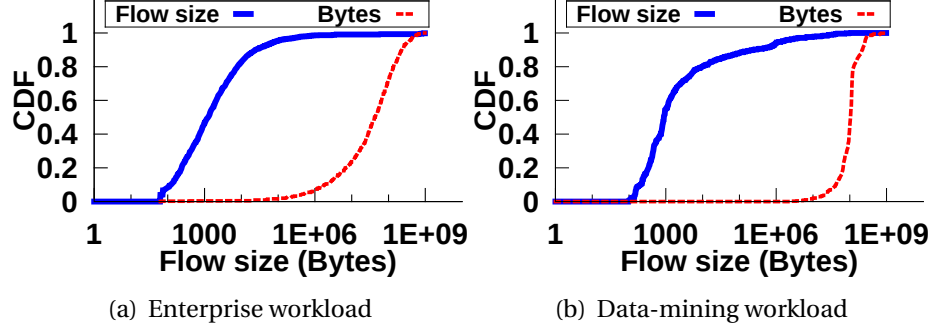 Flow size Bytes
1
0.8
0.6
0.4
0.2
0
CDF
1 1000 1E+06 1E+09
Flow size (Bytes)
(a) Enterprise workload
Flow size Bytes
1
0.8
0.6
0.4
0.2
0
CDF
1 1000 1E+06 1E+09
Flow size (Bytes)
(b) Data-mining workload